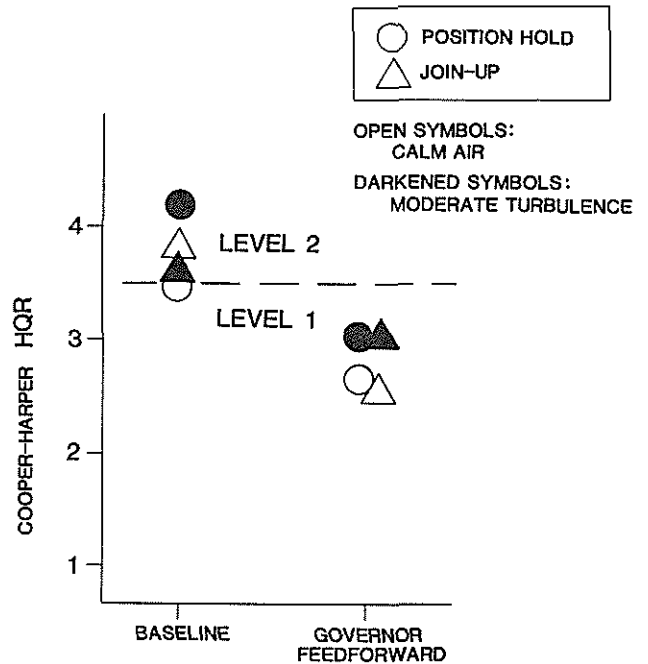 POSITION HOLD
JOIN-UP
OPEN SYMBOLS:
CALM AIR
DARKENED SYMBOLS:
MODERATE TURBULENCE
COOPER-HARPER HQR
4
3
2
1
LEVEL 2
LEVEL 1
BASELINE
GOVERNOR
FEEDFORWARD